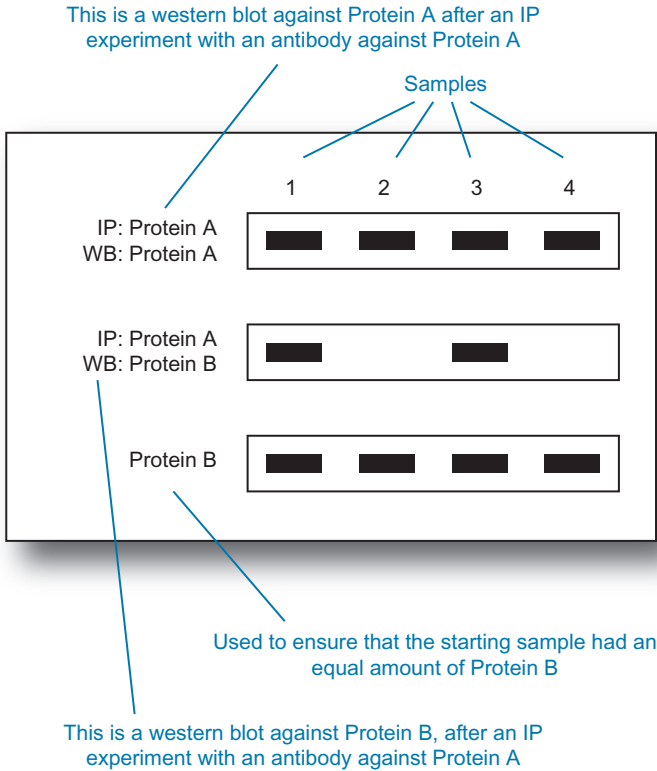 This is a western blot against Protein A after an IP
experiment with an antibody against Protein A
Samples
1 2 3 4
IP: Protein A
WB: Protein A
IP: Protein A
WB: Protein B
Protein B
Used to ensure that the starting sample had an
equal amount of Protein B
This is a western blot against Protein B, after an IP
experiment with an antibody against Protein A